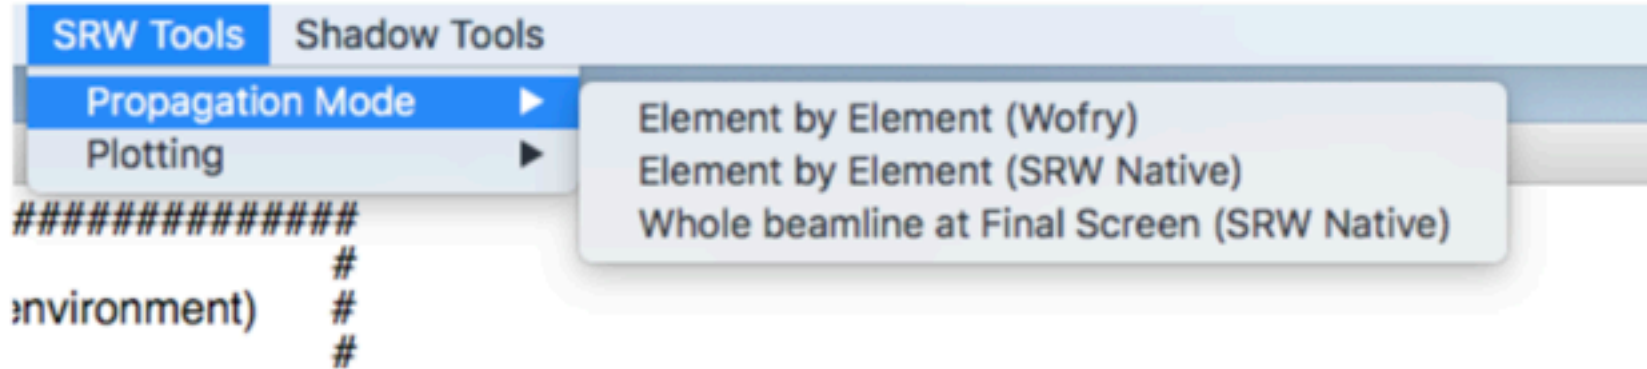 SRW Tools Shadow Tools
Propagation Mode
Plotting
Element by Element (Wofry)
Element by Element (SRW Native)
Whole beamline at Final Screen (SRW Native)
##############
#
environment) #
#